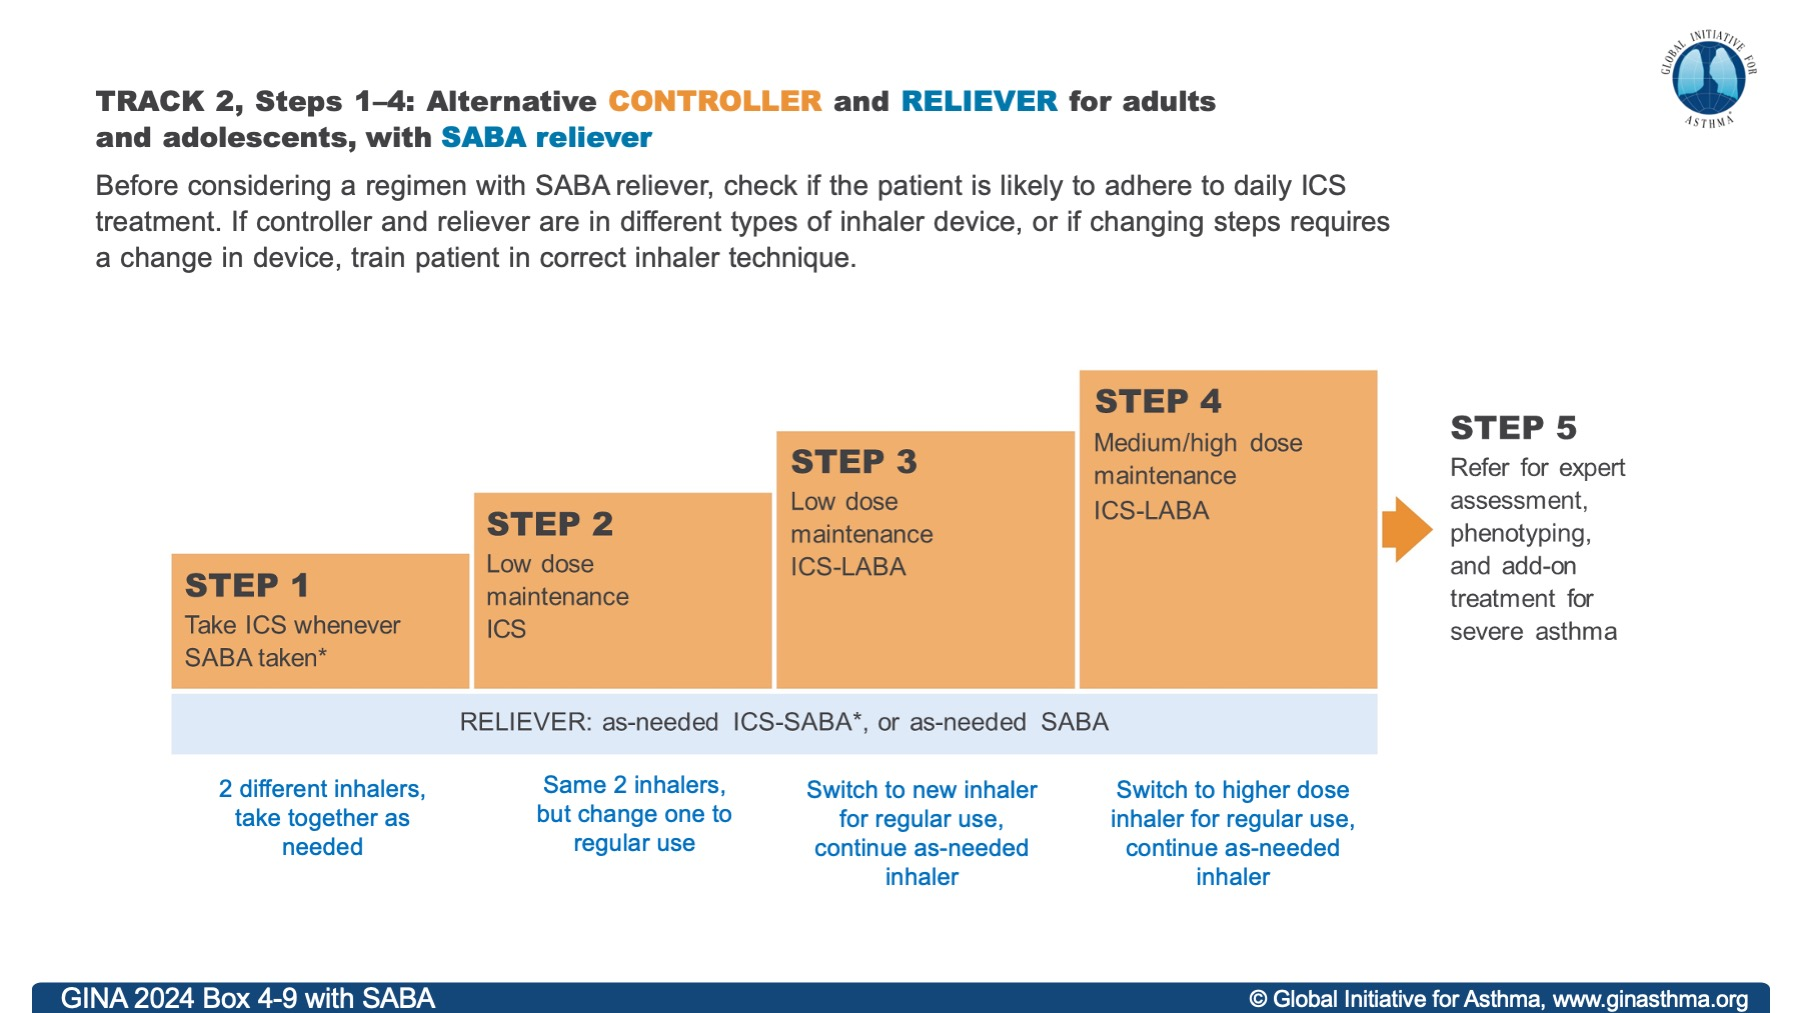 GLOBAL INITIATIVE FOR
ASTHMA
TRACK 2, Steps 1–4: Alternative CONTROLLER and RELIEVER for adults
and adolescents, with SABA reliever
Before considering a regimen with SABA reliever, check if the patient is likely to adhere to daily ICS
treatment. If controller and reliever are in different types of inhaler device, or if changing steps requires
a change in device, train patient in correct inhaler technique.
STEP 1
Take ICS whenever
SABA taken*
STEP 2
Low dose
maintenance
ICS
STEP 3
Low dose
maintenance
ICS-LABA
STEP 4
Medium/high dose
maintenance
ICS-LABA
STEP 5
Refer for expert
assessment,
phenotyping,
and add-on
treatment for
severe asthma
RELIEVER: as-needed ICS-SABA*, or as-needed SABA
2 different inhalers,
take together as
needed
Same 2 inhalers,
but change one to
regular use
Switch to new inhaler
for regular use,
continue as-needed
inhaler
Switch to higher dose
inhaler for regular use,
continue as-needed
inhaler
GINA 2024 Box 4-9 with SABA
© Global Initiative for Asthma, www.ginasthma.org